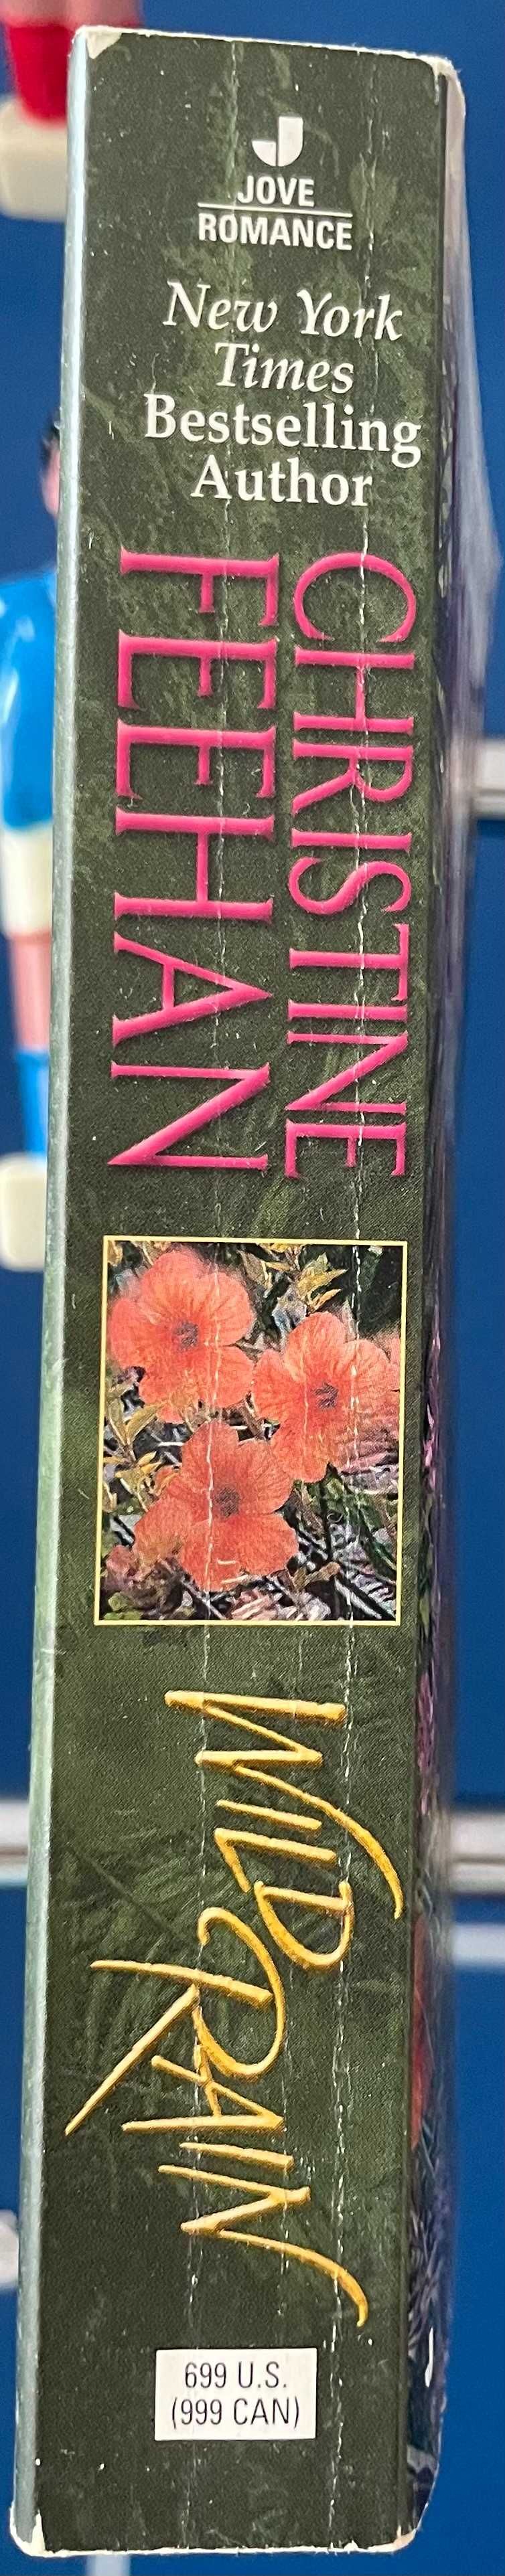 J
JOVE
ROMANCE
New York
Times
Bestselling
Author
CHRISTINE
FEEHAN
WILD
RAIN
699 U.S.
(999 CAN)